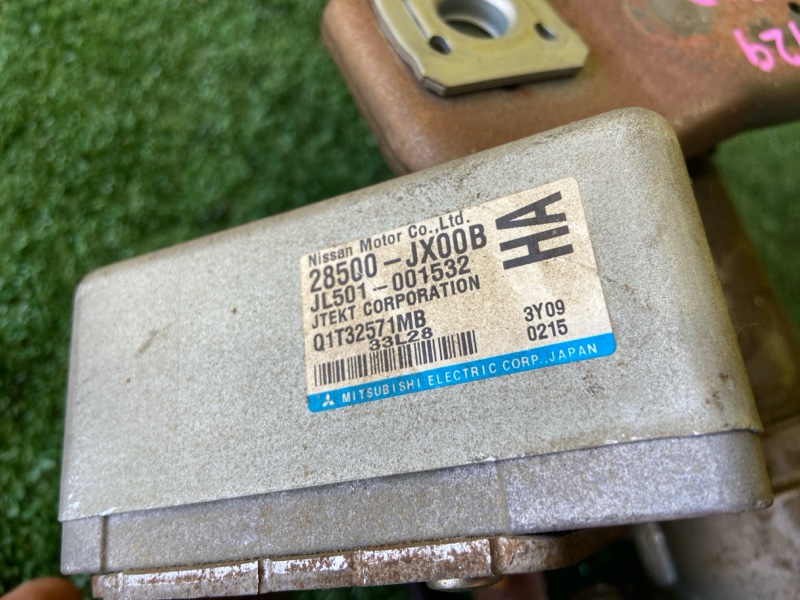 Nissan Motor Co.,Ltd.
28500-JX00B
HA
JL501-001532
JTEKT CORPORATION
Q1T32571MB
3Y09
33L28
0215
MITSUBISHI ELECTRIC CORP., JAPAN
129